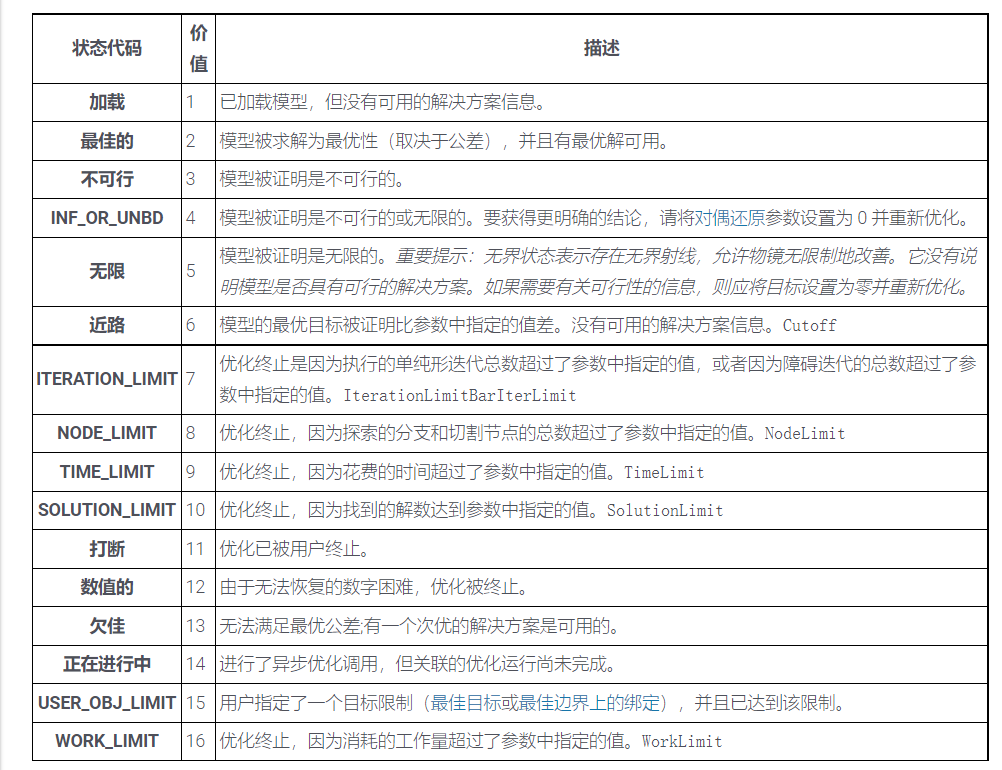 状态代码 价值 描述
加载 1 已加载模型，但没有可用的解决方案信息。
最佳的 2 模型被求解为最优性（取决于公差），并且有最优解可用。
不可行 3 模型被证明是不可行的。
INF_OR_UNBD 4 模型被证明是不可行的或无限的。要获得更明确的结论，请将对偶还原参数设置为 0 并重新优化。
无限 5 模型被证明是无限的。重要提示：无界状态表示存在无界射线，允许物镜无限制地改善。它没有说
明模型是否具有可行的解决方案。如果需要有关可行性的信息，则应将目标设置为零并重新优化。
近路 6 模型的最优目标被证明比参数中指定的值差。没有可用的解决方案信息。Cutoff
ITERATION_LIMIT 7 优化终止是因为执行的单纯形迭代总数超过了参数中指定的值，或者因为障碍迭代的总数超过了参
数中指定的值。IterationLimitBarIterLimit
NODE_LIMIT 8 优化终止，因为探索的分支和切割节点的总数超过了参数中指定的值。NodeLimit
TIME_LIMIT 9 优化终止，因为花费的时间超过了参数中指定的值。TimeLimit
SOLUTION_LIMIT 10 优化终止，因为找到的解数达到参数中指定的值。SolutionLimit
打断 11 优化已被用户终止。
数值的 12 由于无法恢复的数字困难，优化被终止。
欠佳 13 无法满足最优公差;有一个次优的解决方案是可用的。
正在进行中 14 进行了异步优化调用，但关联的优化运行尚未完成。
USER_OBJ_LIMIT 15 用户指定了一个目标限制（最佳目标或最佳边界上的绑定），并且已达到该限制。
WORK_LIMIT 16 优化终止，因为消耗的工作量超过了参数中指定的值。WorkLimit